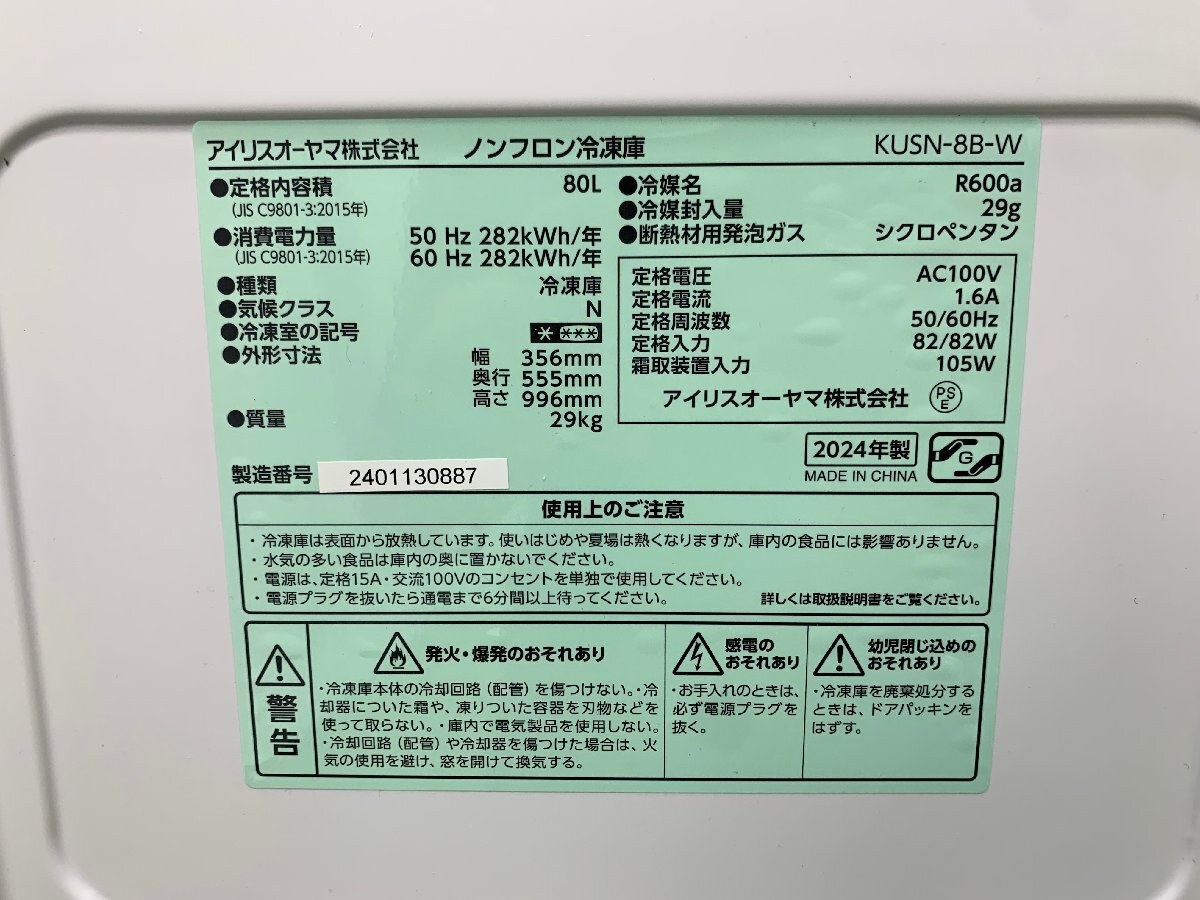 アイリスオーヤマ株式会社 ノンフロン冷凍庫 KUSN-8B-W
●定格内容積 80L
(JIS C9801-3:2015年)
●消費電力量 50 Hz 282kWh/年
(JIS C9801-3:2015年) 60 Hz 282kWh/年
●種類 冷凍庫
●気候クラス N
●冷凍室の記号 * ***
●外形寸法 幅 356mm
奥行 555mm
高さ 996mm
●質量 29kg
●冷媒名 R600a
●冷媒封入量 29g
●断熱材用発泡ガス シクロペンタン
定格電圧 AC100V
定格電流 1.6A
定格周波数 50/60Hz
定格入力 82/82W
霜取装置入力 105W
アイリスオーヤマ株式会社 PS E
製造番号 2401130887
2024年製
MADE IN CHINA
G
使用上のご注意
・冷凍庫は表面から放熱しています。使いはじめや夏場は熱くなりますが、庫内の食品には影響ありません。
・水気の多い食品は庫内の奥に置かないでください。
・電源は、定格15A・交流100Vのコンセントを単独で使用してください。
・電源プラグを抜いたら通電まで6分間以上待ってください。 詳しくは取扱説明書をご覧ください。
警告
発火・爆発のおそれあり
・冷凍庫本体の冷却回路（配管）を傷つけない。・冷
却器についた霜や、凍りついた容器を刃物などを
使って取らない。・庫内で電気製品を使用しない。
・冷却回路（配管）や冷却器を傷つけた場合は、火
気の使用を避け、窓を開けて換気する。
感電の
おそれあり
・お手入れのときは、
必ず電源プラグを
抜く。
幼児閉じ込めの
おそれあり
・冷凍庫を廃棄処分する
ときは、ドアパッキンを
はずす。